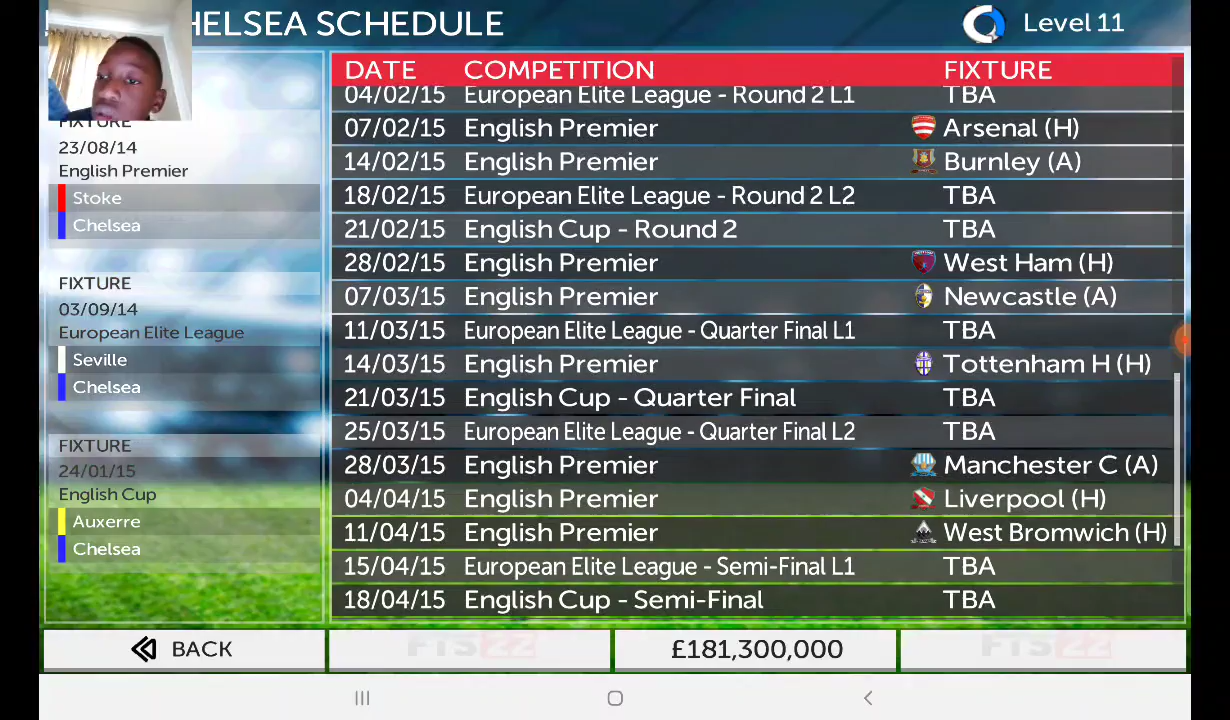 HELSEA SCHEDULE
Level 11
FIXTURE
23/08/14
English Premier
Stoke
Chelsea
FIXTURE
03/09/14
European Elite League
Seville
Chelsea
FIXTURE
24/01/15
English Cup
Auxerre
Chelsea
DATE COMPETITION FIXTURE
04/02/15 European Elite League - Round 2 L1 TBA
07/02/15 English Premier Arsenal (H)
14/02/15 English Premier Burnley (A)
18/02/15 European Elite League - Round 2 L2 TBA
21/02/15 English Cup - Round 2 TBA
28/02/15 English Premier West Ham (H)
07/03/15 English Premier Newcastle (A)
11/03/15 European Elite League - Quarter Final L1 TBA
14/03/15 English Premier Tottenham H (H)
21/03/15 English Cup - Quarter Final TBA
25/03/15 European Elite League - Quarter Final L2 TBA
28/03/15 English Premier Manchester C (A)
04/04/15 English Premier Liverpool (H)
11/04/15 English Premier West Bromwich (H)
15/04/15 European Elite League - Semi-Final L1 TBA
18/04/15 English Cup - Semi-Final TBA
BACK FTS22 £181,300,000 FTS22